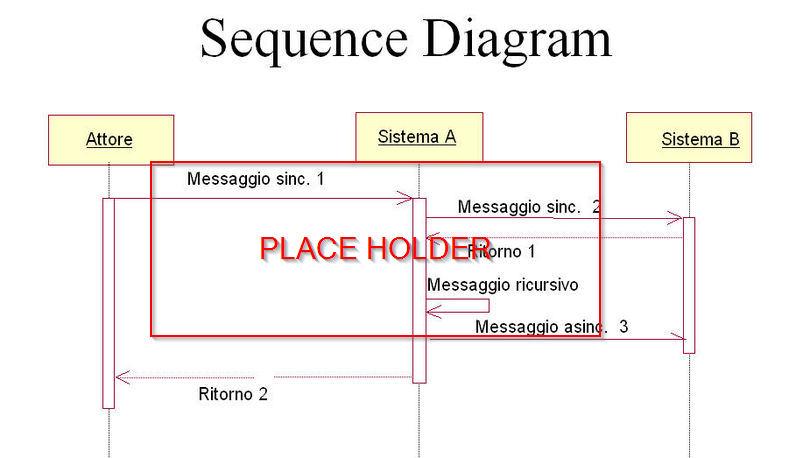 Sequence Diagram
Attore
Sistema A
Sistema B
Messaggio sinc. 1
Messaggio sinc. 2
PLACE HOLDER
Ritorno 1
Messaggio ricursivo
Messaggio asinc. 3
Ritorno 2